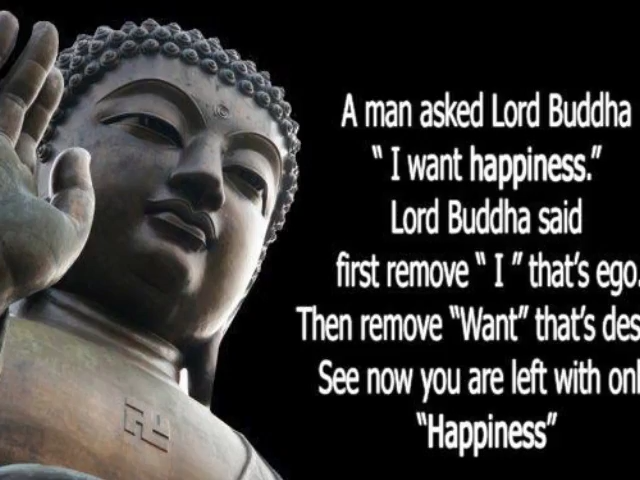 A man asked Lord Buddha
“ I want happiness.”
Lord Buddha said
first remove “ I ” that’s ego.
Then remove “Want” that’s
See now you are left with
“Happiness”